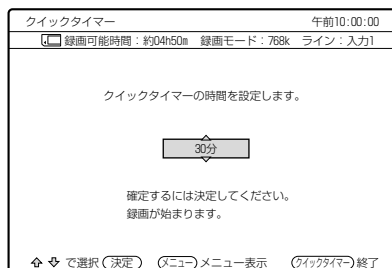 クイックタイマー 午前10:00:00
録画可能時間：約04h50m 録画モード：768k ライン：入力1
クイックタイマーの時間を設定します。
30分
確定するには決定してください。
録画が始まります。
で選択 決定 メニュー メニュー表示 クイックタイマー 終了